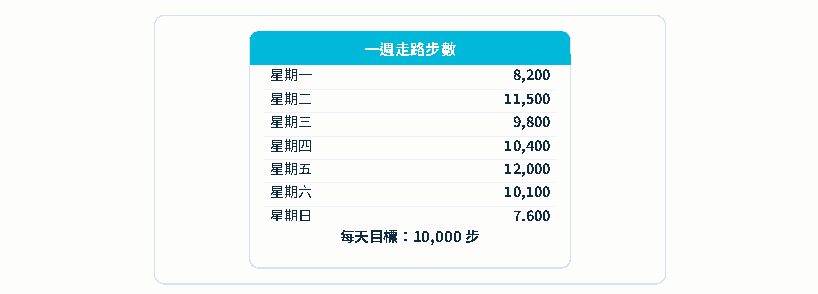 一週走路步數
星期一 8,200
星期二 11,500
星期三 9,800
星期四 10,400
星期五 12,000
星期六 10,100
星期日 7,600
每天目標：10,000 步